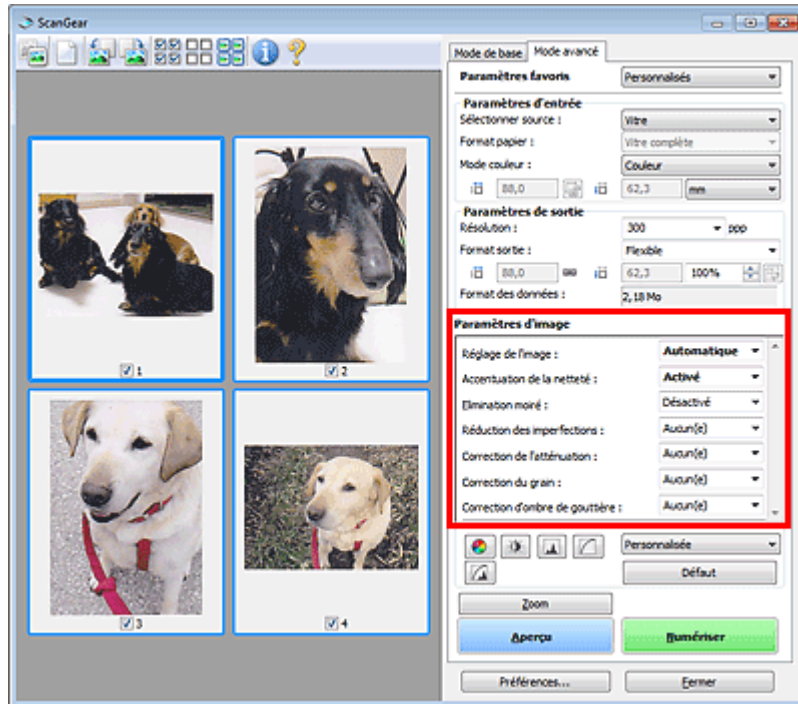 ScanGear
Mode de base Mode avancé
Paramètres favoris Personnalisés
Paramètres d'entrée
Sélectionner source : Vitre
Format papier : Vitre complète
Mode couleur : Couleur
88,0 62,3 mm
Paramètres de sortie
Résolution : 300 ppp
Format sortie : Flexible
88,0 62,3 100%
Format des données : 2,18 Mo
Paramètres d'image
Réglage de l'image : Automatique
Accentuation de la netteté : Activé
Elimination moiré : Désactivé
Réduction des imperfections : Aucun(e)
Correction de l'atténuation : Aucun(e)
Correction du grain : Aucun(e)
Correction d'ombre de gouttière : Aucun(e)
Personnalisée
Défaut
Zoom
Aperçu Numériser
Préférences... Fermer
1 2
3 4